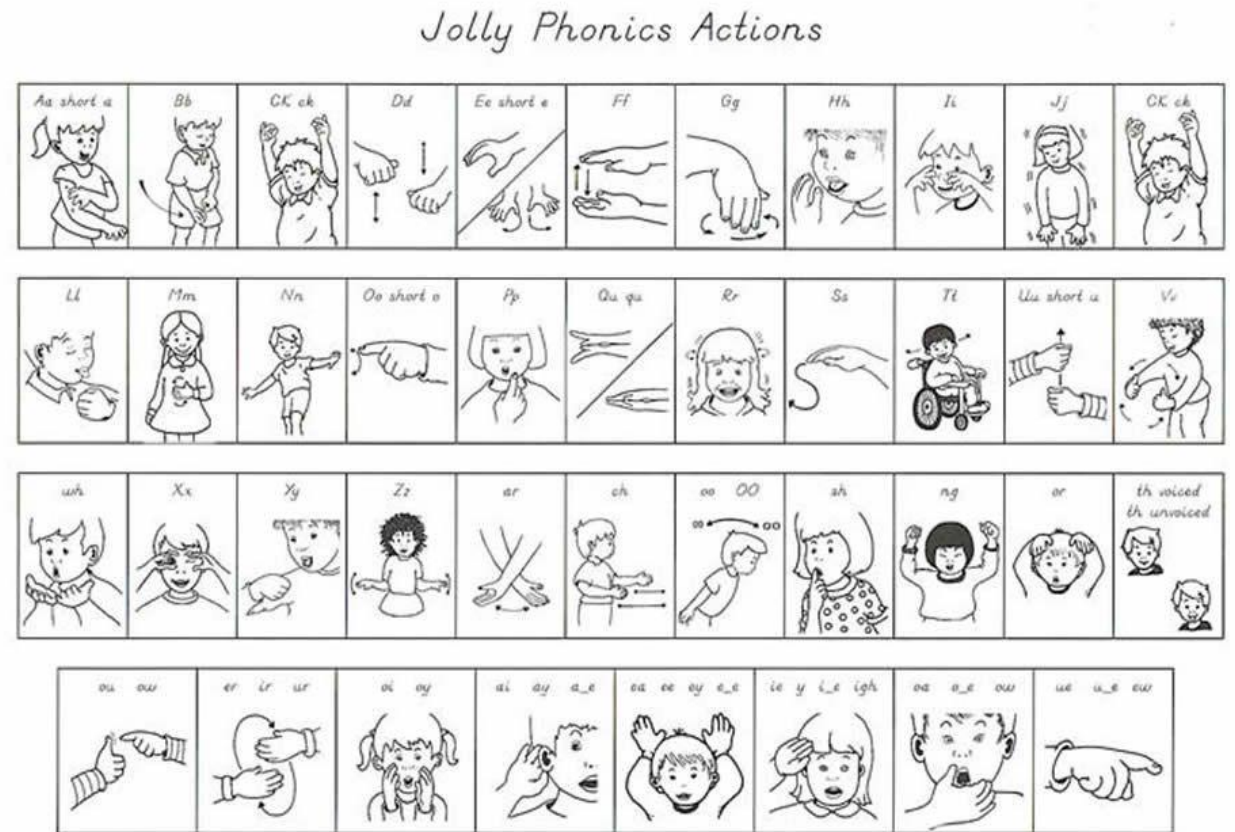 Jolly Phonics Actions
Aa short a Bb CK ck Dd Ee short e Ff Gg Hh Ii Jj CK ck
Ll Mm Nn Oo short o Pp Qu qu Rr Ss Tt Uu short u Vv
wh Xx Yy Zz ar ch oo OO sh ng or th voiced
th unvoiced
ou ow er ir ur oi oy ai ay a_e ea ee ey e_e ie y i_e igh oa o_e ow ue u_e ew